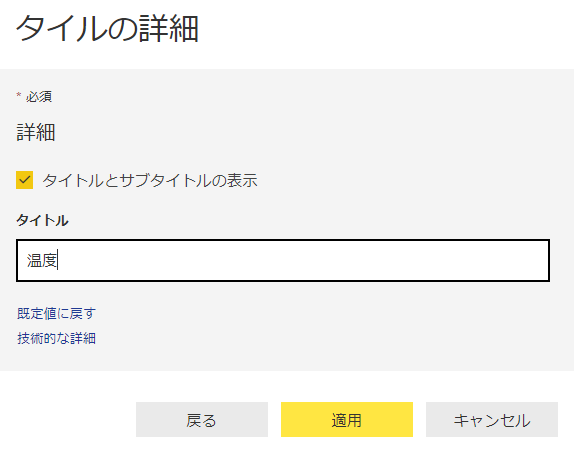 タイルの詳細
* 必須
詳細
タイトルとサブタイトルの表示
タイトル
温度
既定値に戻す
技術的な詳細
戻る 適用 キャンセル